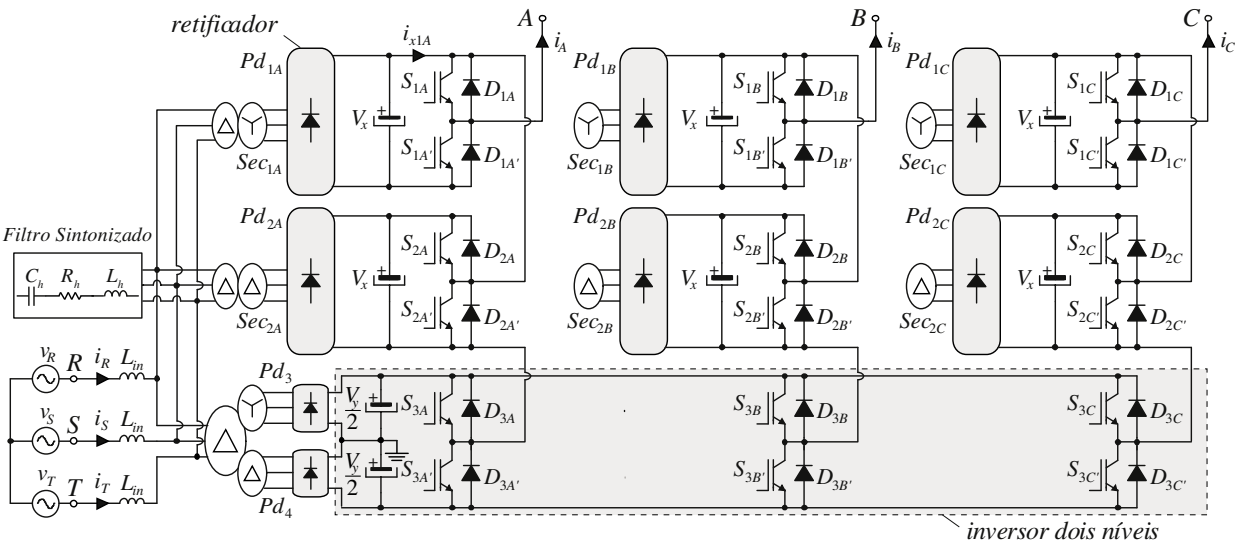 retificador
A
B
C
i_x1A
i_A
i_B
i_C
Pd_1A
Pd_1B
Pd_1C
S_1A
D_1A
S_1B
D_1B
S_1C
D_1C
V_x
+
V_x
+
V_x
+
S_1A'
D_1A'
S_1B'
D_1B'
S_1C'
D_1C'
Sec_1A
Sec_1B
Sec_1C
Pd_2A
Pd_2B
Pd_2C
Filtro Sintonizado
C_h
R_h
L_h
S_2A
D_2A
S_2B
D_2B
S_2C
D_2C
V_x
+
V_x
+
V_x
+
S_2A'
D_2A'
S_2B'
D_2B'
S_2C'
D_2C'
Sec_2A
Sec_2B
Sec_2C
v_R
R
i_R
L_in
v_S
S
i_S
L_in
v_T
T
i_T
L_in
Pd_3
Pd_4
V_y/2
+
V_y/2
+
S_3A
D_3A
S_3B
D_3B
S_3C
D_3C
S_3A'
D_3A'
S_3B'
D_3B'
S_3C'
D_3C'
inversor dois níveis